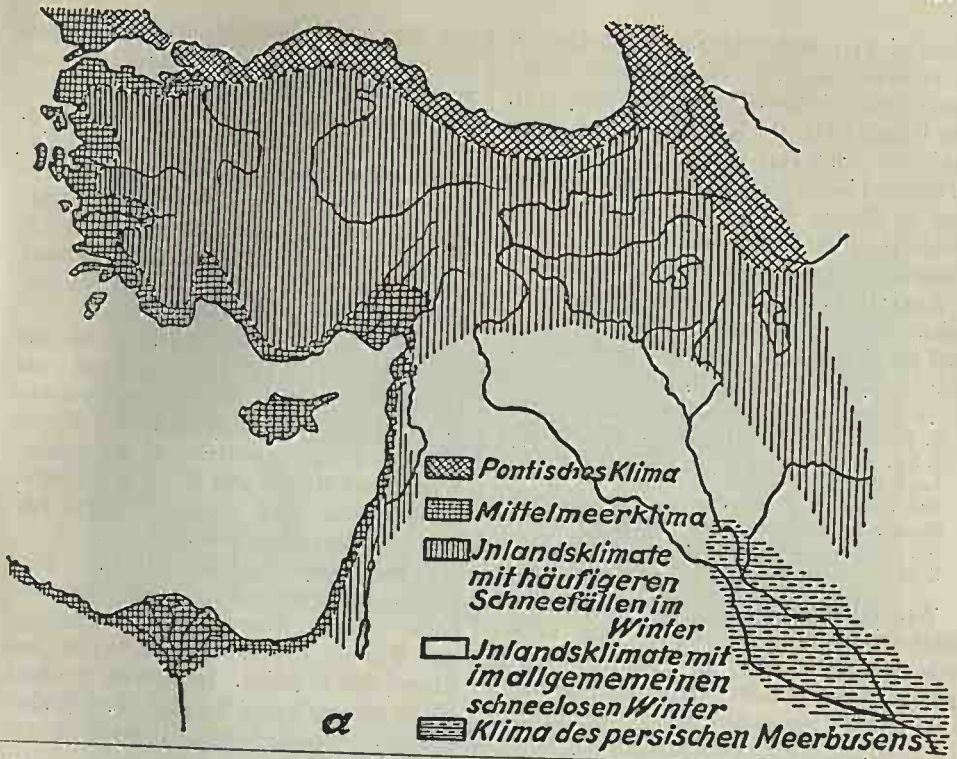 Pontisches Klima
Mittelmeerklima
Jnlandsklimate
mit häufigeren
Schneefällen im
Winter
Jnlandsklimate mit
im allgememeinen
schneelosen Winter
a
Klima des persischen Meerbusens